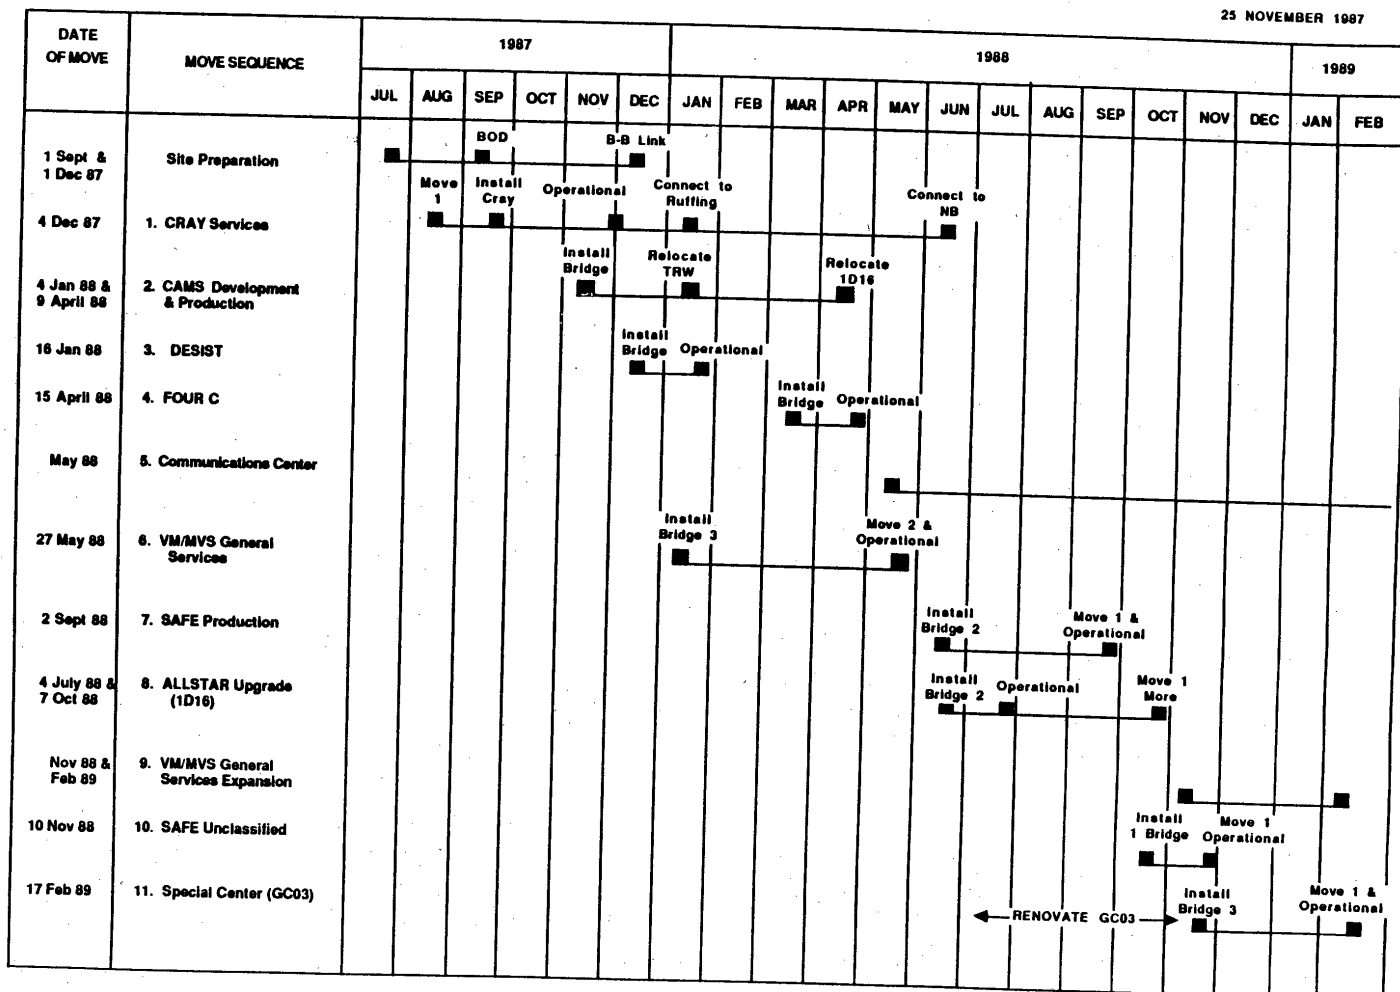 25 NOVEMBER 1987
DATE OF MOVE
MOVE SEQUENCE
1987
1988
1989
JUL AUG SEP OCT NOV DEC JAN FEB MAR APR MAY JUN JUL AUG SEP OCT NOV DEC JAN FEB
1 Sept &
1 Dec 87
Site Preparation
BOD
B-B Link
4 Dec 87
1. CRAY Services
Move
1
Install
Cray
Operational
Connect to
Ruffing
Connect to
NB
4 Jan 88 &
9 April 88
2. CAMS Development
& Production
Install
Bridge
Relocate
TRW
Relocate
1D16
16 Jan 88
3. DESIST
Install
Bridge
Operational
15 April 88
4. FOUR C
Install
Bridge
Operational
May 88
5. Communications Center
27 May 88
6. VM/MVS General
Services
Install
Bridge 3
Move 2 &
Operational
2 Sept 88
7. SAFE Production
Install
Bridge 2
Move 1 &
Operational
4 July 88 &
7 Oct 88
8. ALLSTAR Upgrade
(1D16)
Install
Bridge 2
Operational
Move 1
More
Nov 88 &
Feb 89
9. VM/MVS General
Services Expansion
10 Nov 88
10. SAFE Unclassified
Install
1 Bridge
Move 1
Operational
17 Feb 89
11. Special Center (GC03)
RENOVATE GC03
Install
Bridge 3
Move 1 &
Operational